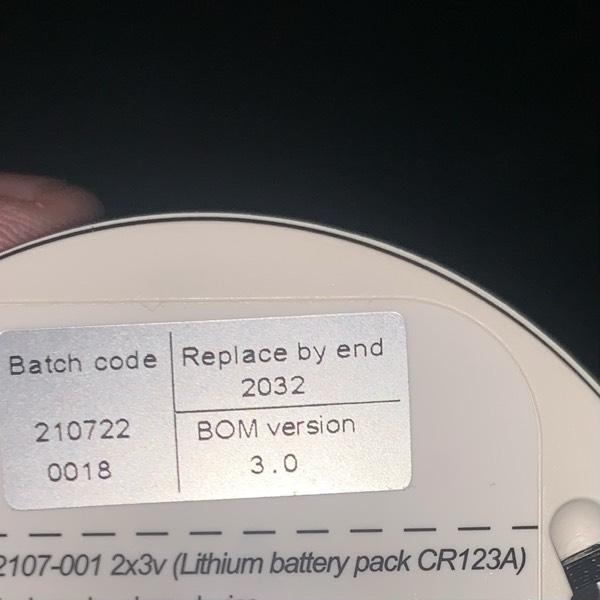 Batch code
210722
0018
Replace by end
2032
BOM version
3.0
2107-001 2x3v (Lithium battery pack CR123A)